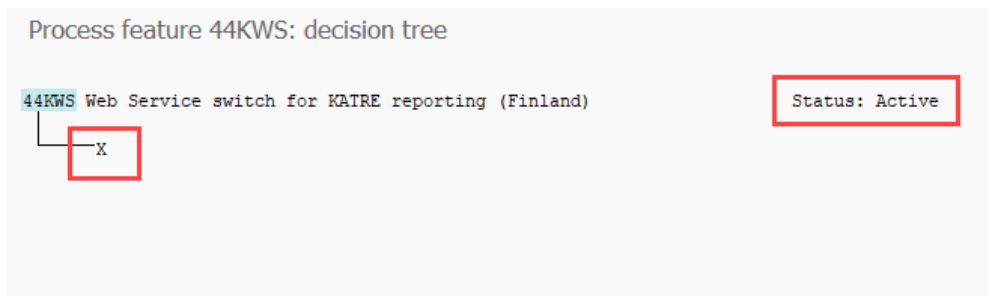 Process feature 44KWS: decision tree
44KWS Web Service switch for KATRE reporting (Finland) Status: Active
X